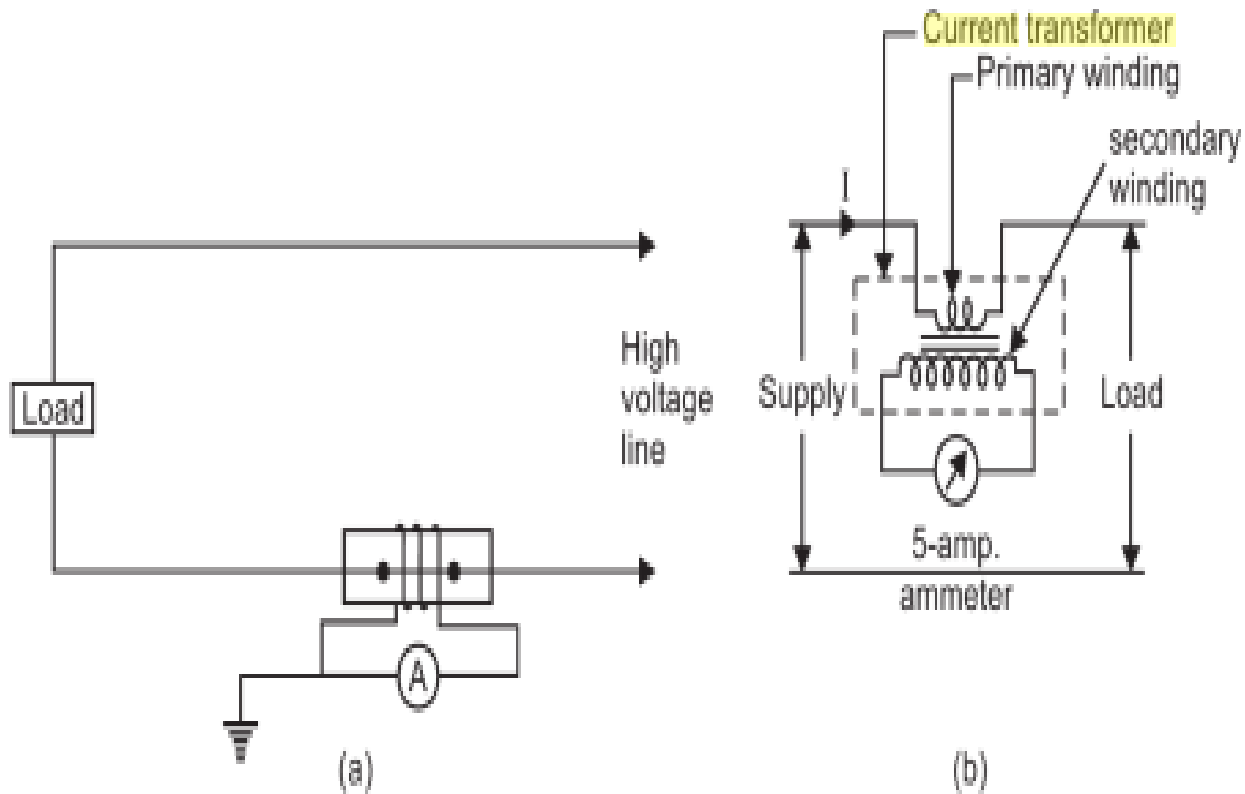 Current transformer
Primary winding
secondary
winding
I
High
voltage
line
Load
Supply
Load
5-amp.
ammeter
A
(a)
(b)